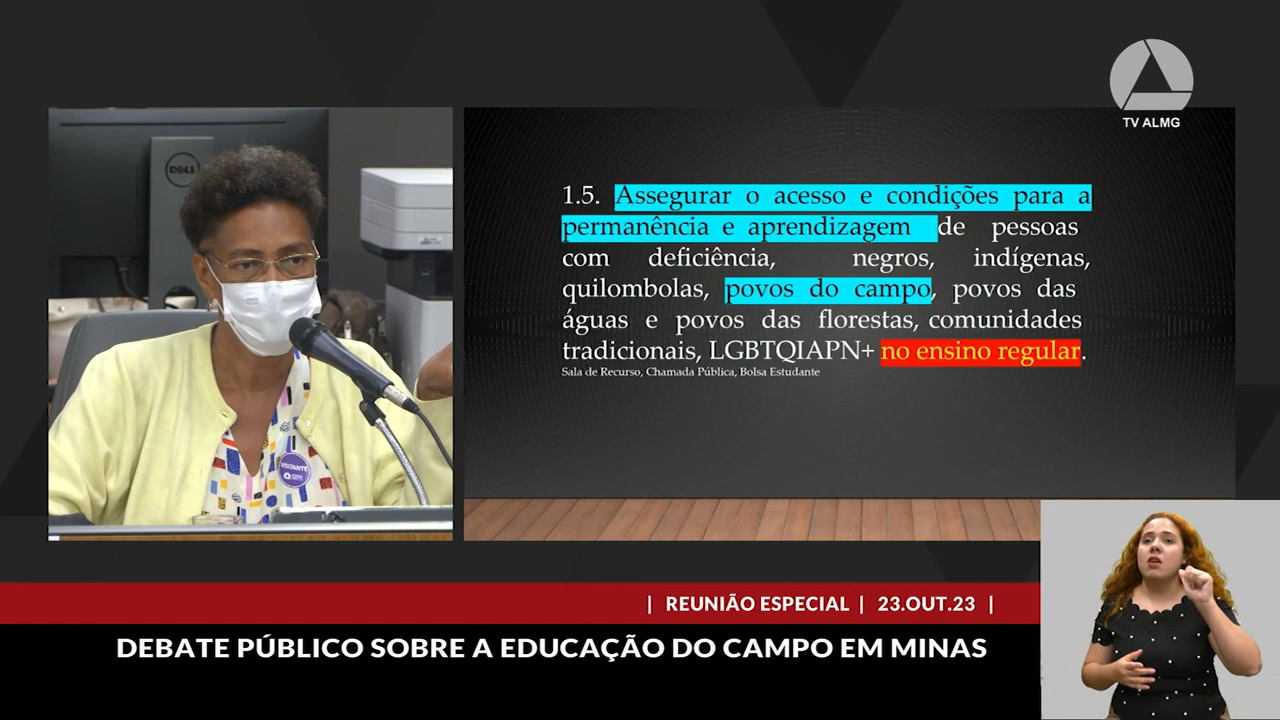 TV ALMG
DELL
1.5. Assegurar o acesso e condições para a
permanência e aprendizagem de pessoas
com deficiência, negros, indígenas,
quilombolas, povos do campo, povos das
águas e povos das florestas, comunidades
tradicionais, LGBTQIAPN+ no ensino regular.
Sala de Recurso, Chamada Pública, Bolsa Estudante
VISITANTE
| REUNIÃO ESPECIAL | 23.OUT.23 |
DEBATE PÚBLICO SOBRE A EDUCAÇÃO DO CAMPO EM MINAS